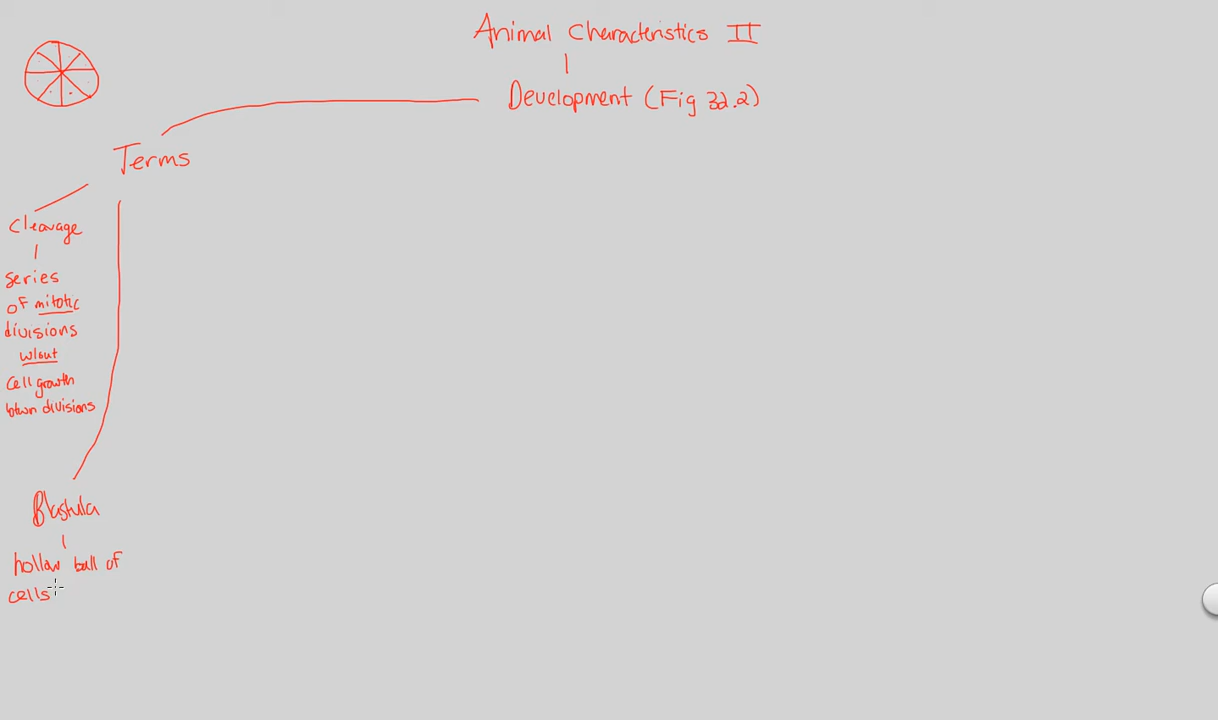 Animal Characteristics II
Development (Fig 32.2)
Terms
Cleavage
series
of mitotic
divisions
w/out
cell growth
btwn divisions
Blastula
hollow ball of
cells